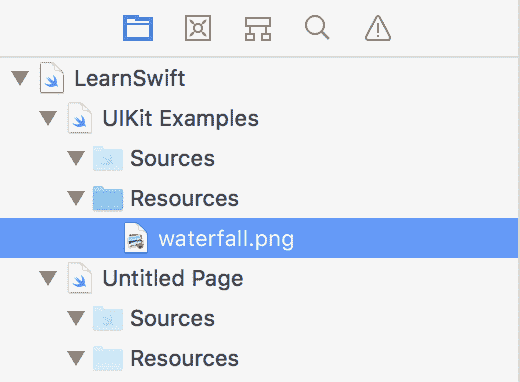 LearnSwift
UIKit Examples
Sources
Resources
waterfall.png
Untitled Page
Sources
Resources